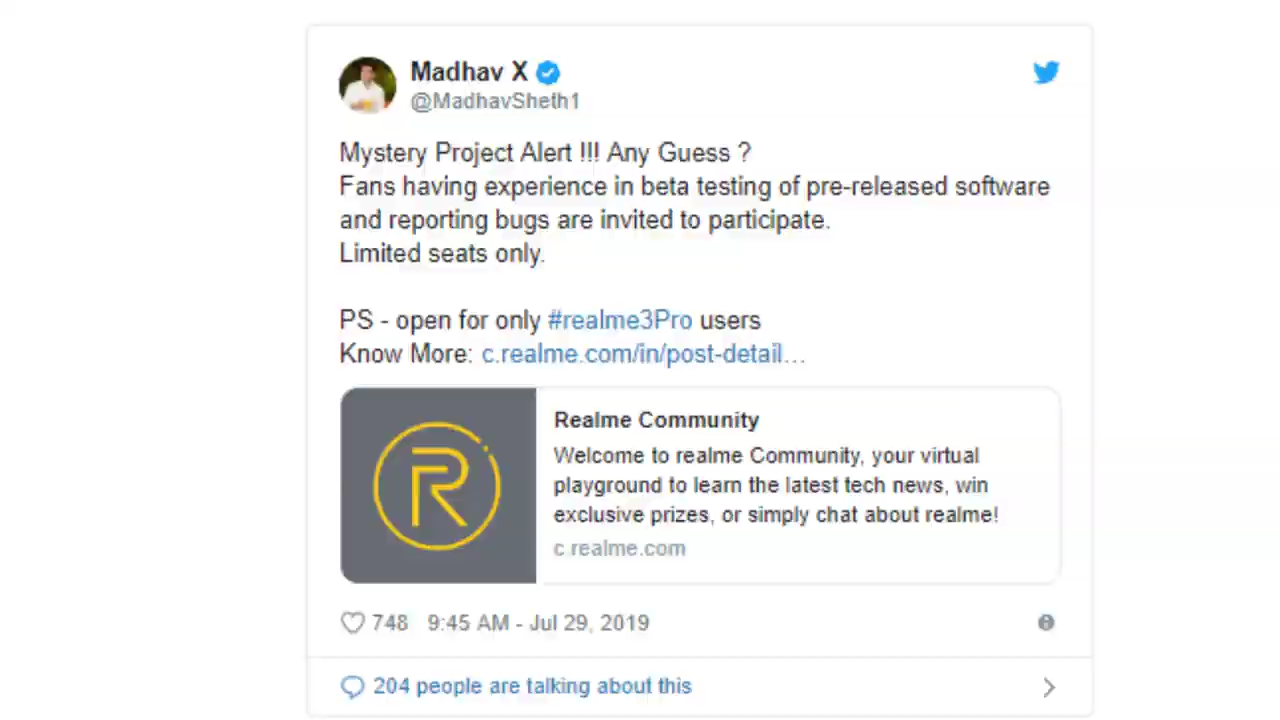 Madhav X
@MadhavSheth1
Mystery Project Alert !!! Any Guess ?
Fans having experience in beta testing of pre-released software
and reporting bugs are invited to participate.
Limited seats only.
PS - open for only #realme3Pro users
Know More: c.realme.com/in/post-detail…
R
Realme Community
Welcome to realme Community, your virtual
playground to learn the latest tech news, win
exclusive prizes, or simply chat about realme!
c.realme.com
748 9:45 AM - Jul 29, 2019
204 people are talking about this